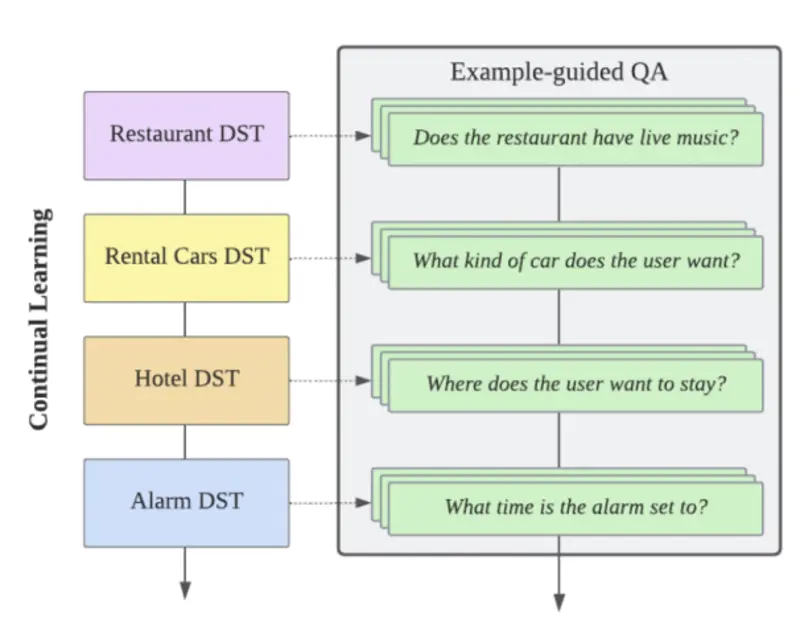 Example-guided QA
Restaurant DST
Does the restaurant have live music?
Rental Cars DST
What kind of car does the user want?
Continual Learning
Hotel DST
Where does the user want to stay?
Alarm DST
What time is the alarm set to?